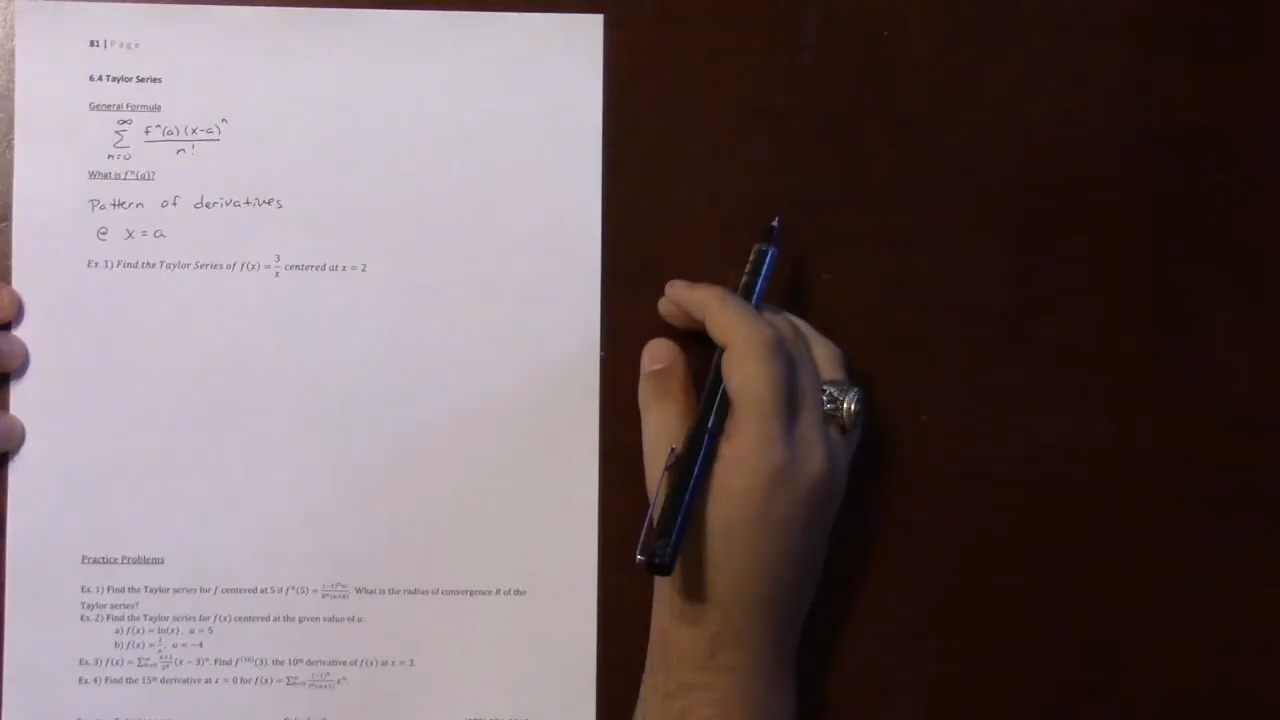 81 | Page
6.4 Taylor Series
General Formula
∑_{n=0}^{∞} f^n(a)(x-a)^n / n!
What is f^n(a)?
Pattern of derivatives
@ x = a
Ex. 1) Find the Taylor Series of f(x) = 3/x centered at x = 2
Practice Problems
Ex. 1) Find the Taylor series for f centered at 5 if f^n(5) = What is the radius of convergence R of the
Taylor series?
Ex. 2) Find the Taylor series for f(x) centered at the given value of a:
a) f(x) = ln(x), a = 5
b) f(x) = , a = −4
Ex. 3) f(x) = (x − 3)^n. Find f^(10)(3), the 10th derivative of f(x) at x = 3.
Ex. 4) Find the 15th derivative at x = 0 for f(x) = x^n.